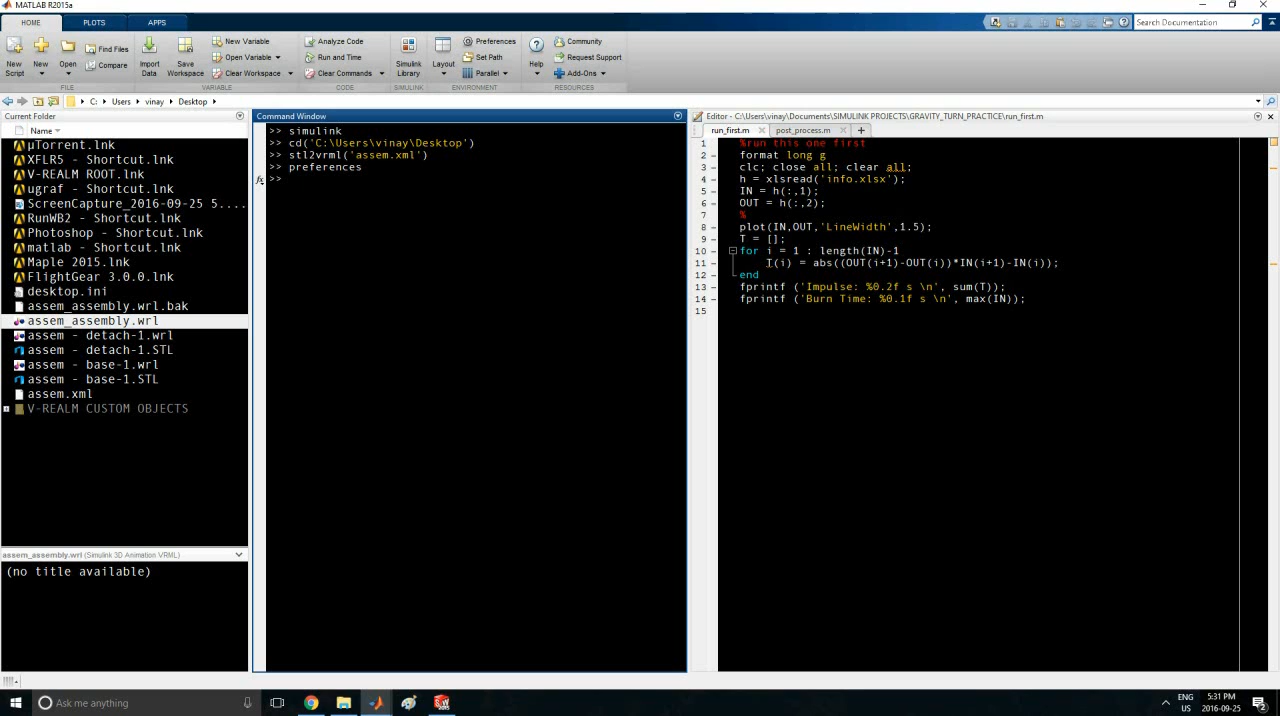 MATLAB R2015a
HOME PLOTS APPS
Search Documentation
New Script
New
Open
Find Files
Compare
Import Data
Save Workspace
New Variable
Open Variable
Clear Workspace
Analyze Code
Run and Time
Clear Commands
Simulink Library
Layout
Preferences
Set Path
Parallel
Help
Community
Request Support
Add-Ons
FILE VARIABLE CODE SIMULINK ENVIRONMENT RESOURCES
C: Users vinay Desktop
Current Folder
Name
µTorrent.lnk
XFLR5 - Shortcut.lnk
V-REALM ROOT.lnk
ugraf - Shortcut.lnk
ScreenCapture_2016-09-25 5....
RunWB2 - Shortcut.lnk
Photoshop - Shortcut.lnk
matlab - Shortcut.lnk
Maple 2015.lnk
FlightGear 3.0.0.lnk
desktop.ini
assem_assembly.wrl.bak
assem_assembly.wrl
assem - detach-1.wrl
assem - detach-1.STL
assem - base-1.wrl
assem - base-1.STL
assem.xml
V-REALM CUSTOM OBJECTS
assem_assembly.wrl (Simulink 3D Animation VRML)
(no title available)
Command Window
>> simulink
>> cd('C:\Users\vinay\Desktop')
>> stl2vrml('assem.xml')
>> preferences
fx >>
Editor - C:\Users\vinay\Documents\SIMULINK PROJECTS\GRAVITY_TURN_PRACTICE\run_first.m
run_first.m post_process.m
1 %run this one first
2 format long g
3 clc; close all; clear all;
4 h = xlsread('info.xlsx');
5 IN = h(:,1);
6 OUT = h(:,2);
7 %
8 plot(IN,OUT,'LineWidth',1.5);
9 T = [];
10 for i = 1 : length(IN)-1
11 T(i) = abs((OUT(i+1)-OUT(i))*IN(i+1)-IN(i));
12 end
13 fprintf ('Impulse: %0.2f s \n', sum(T));
14 fprintf ('Burn Time: %0.1f s \n', max(IN));
15
Ask me anything
ENG
US
5:31 PM
2016-09-25
2